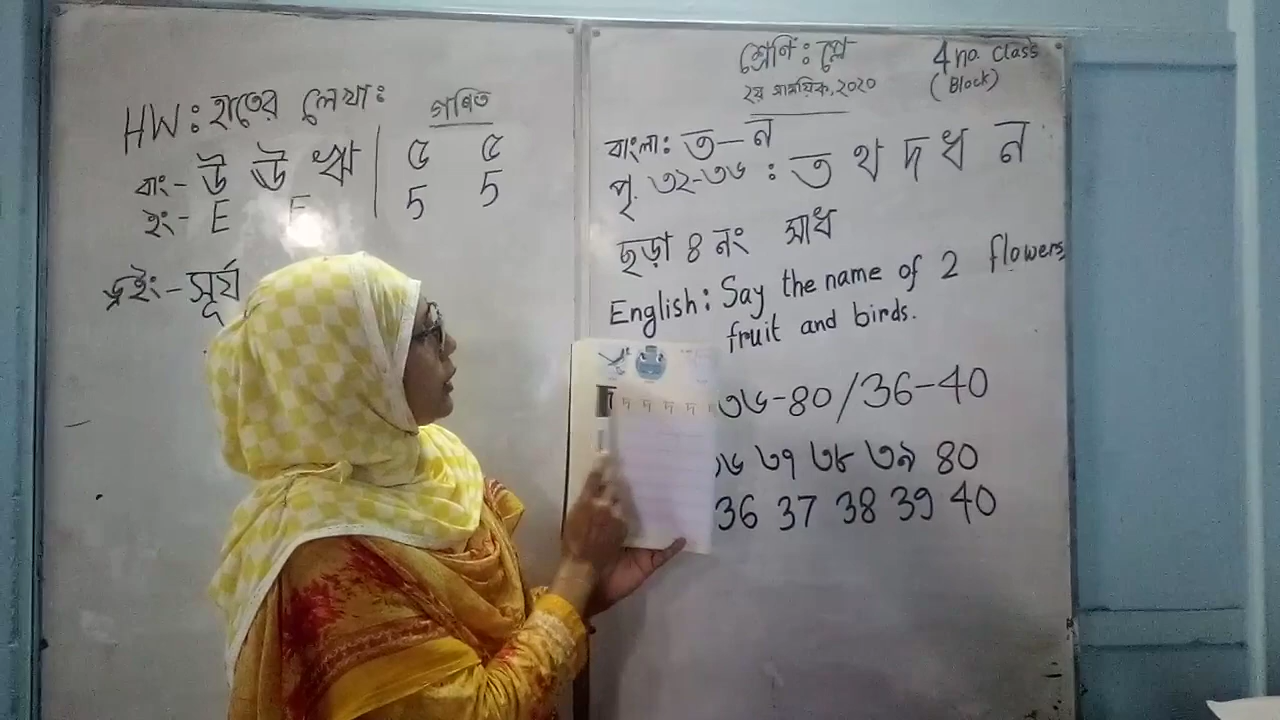 HW: হাতের লেখা:
গণিত
বাং- উ ঊ ঋ
৫ ৫
ইং- E
5 5
ড্রইং- সূর্য
শ্রেণি: প্লে
4 no. Class
(Block)
২য় সাময়িক, ২০২০
বাংলা: ত-ন
পৃ. ৩২-৩৬ : ত থ দ ধ ন
ছড়া ৪ নং সাধ
English: Say the name of 2 flowers,
fruit and birds.
৩৬-৪০/36-40
৩৬ ৩৭ ৩৮ ৩৯ ৪০
36 37 38 39 40
দ দ দ দ